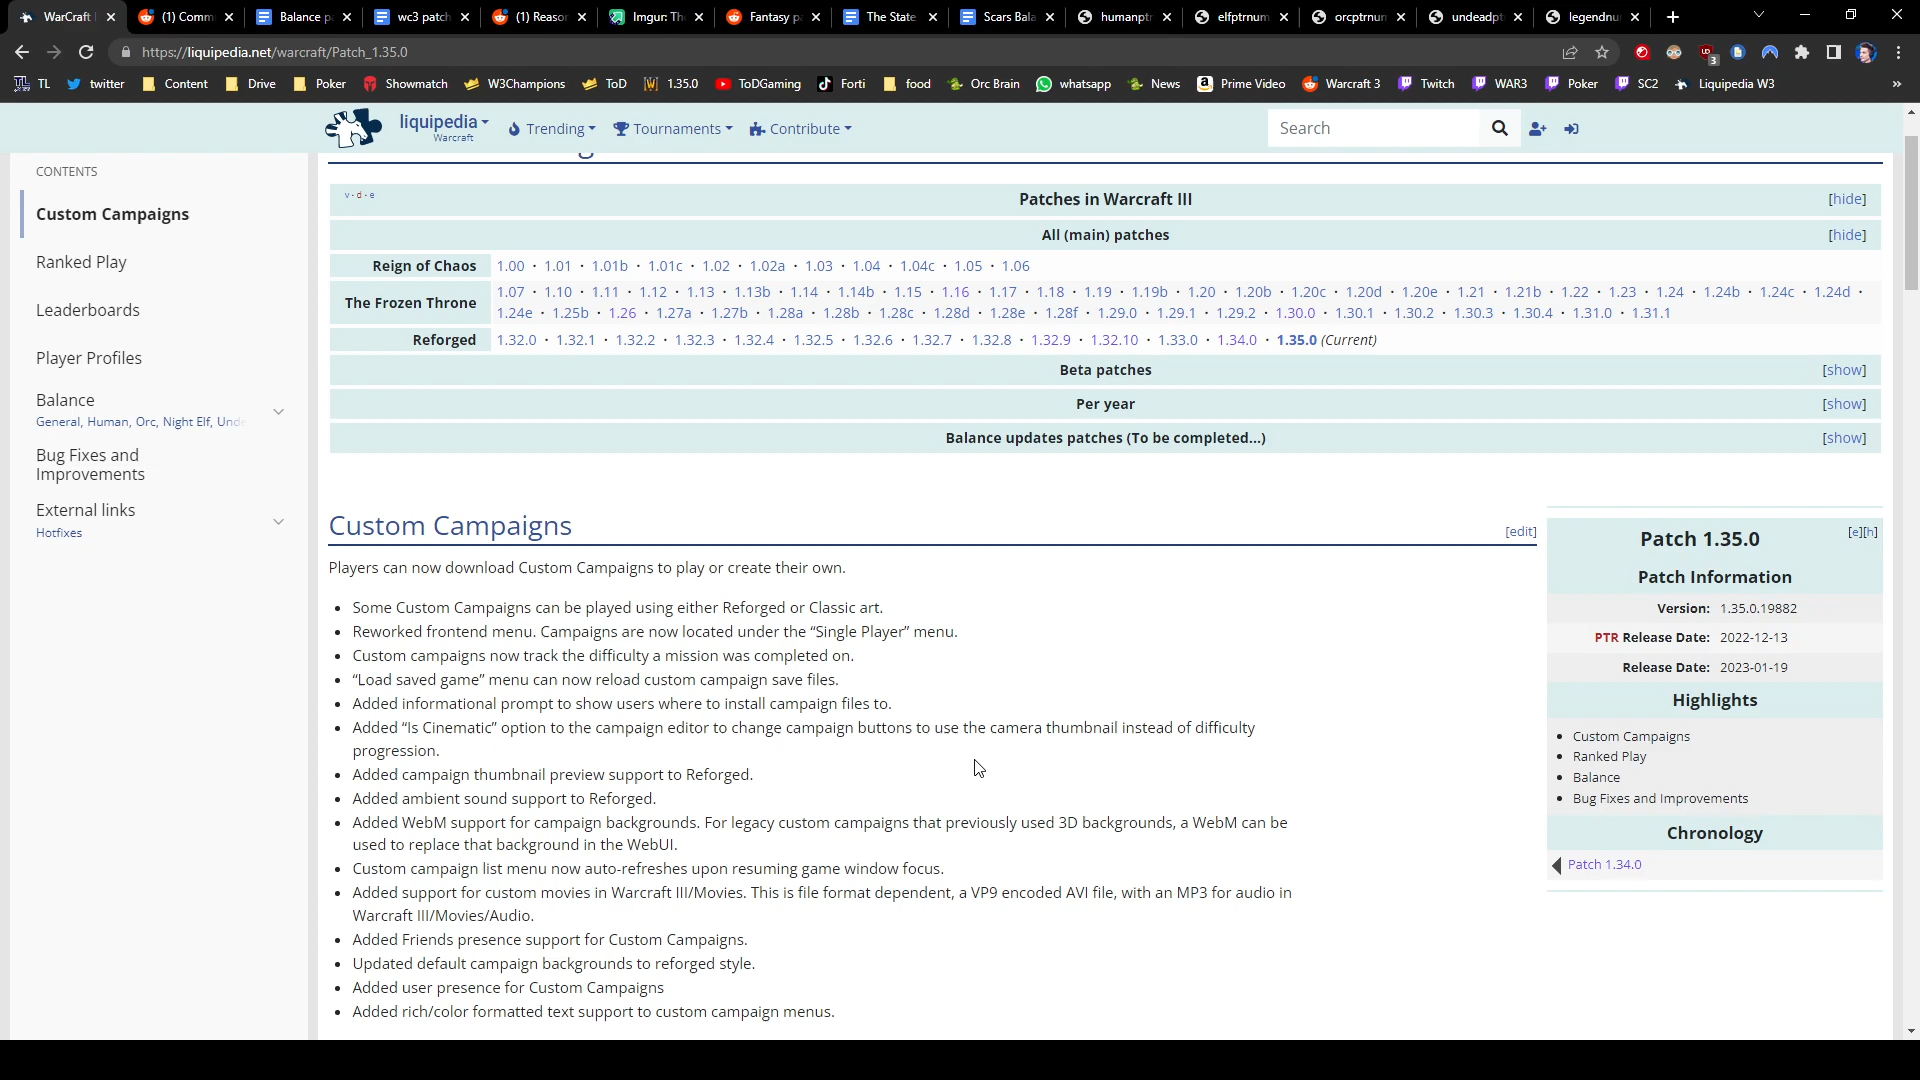 WarCraft
(1) Comm
Balance p
wc3 patch
(1) Reaso
Imgur: Th
Fantasy p
The State
Scars Bala
humanptr
elfptrnum
orcptrnu
undeadpt
legendnu
https://liquipedia.net/warcraft/Patch_1.35.0
3
TL
twitter
Content
Drive
Poker
Showmatch
W3Champions
ToD
1.35.0
ToDGaming
Forti
food
Orc Brain
whatsapp
News
Prime Video
Warcraft 3
Twitch
WAR3
Poker
SC2
Liquipedia W3
»
liquipedia
Warcraft
Trending
Tournaments
Contribute
Search
CONTENTS
Custom Campaigns
Ranked Play
Leaderboards
Player Profiles
Balance
General, Human, Orc, Night Elf, Unde
Bug Fixes and
Improvements
External links
Hotfixes
v · d · e
Patches in Warcraft III
[hide]
All (main) patches
[hide]
Reign of Chaos
1.00 · 1.01 · 1.01b · 1.01c · 1.02 · 1.02a · 1.03 · 1.04 · 1.04c · 1.05 · 1.06
The Frozen Throne
1.07 · 1.10 · 1.11 · 1.12 · 1.13 · 1.13b · 1.14 · 1.14b · 1.15 · 1.16 · 1.17 · 1.18 · 1.19 · 1.19b · 1.20 · 1.20b · 1.20c · 1.20d · 1.20e · 1.21 · 1.21b · 1.22 · 1.23 · 1.24 · 1.24b · 1.24c · 1.24d ·
1.24e · 1.25b · 1.26 · 1.27a · 1.27b · 1.28a · 1.28b · 1.28c · 1.28d · 1.28e · 1.28f · 1.29.0 · 1.29.1 · 1.29.2 · 1.30.0 · 1.30.1 · 1.30.2 · 1.30.3 · 1.30.4 · 1.31.0 · 1.31.1
Reforged
1.32.0 · 1.32.1 · 1.32.2 · 1.32.3 · 1.32.4 · 1.32.5 · 1.32.6 · 1.32.7 · 1.32.8 · 1.32.9 · 1.32.10 · 1.33.0 · 1.34.0 · 1.35.0 (Current)
Beta patches
[show]
Per year
[show]
Balance updates patches (To be completed...)
[show]
Custom Campaigns
[edit]
Players can now download Custom Campaigns to play or create their own.
• Some Custom Campaigns can be played using either Reforged or Classic art.
• Reworked frontend menu. Campaigns are now located under the “Single Player” menu.
• Custom campaigns now track the difficulty a mission was completed on.
• “Load saved game” menu can now reload custom campaign save files.
• Added informational prompt to show users where to install campaign files to.
• Added “Is Cinematic” option to the campaign editor to change campaign buttons to use the camera thumbnail instead of difficulty
progression.
• Added campaign thumbnail preview support to Reforged.
• Added ambient sound support to Reforged.
• Added WebM support for campaign backgrounds. For legacy custom campaigns that previously used 3D backgrounds, a WebM can be
used to replace that background in the WebUI.
• Custom campaign list menu now auto-refreshes upon resuming game window focus.
• Added support for custom movies in Warcraft III/Movies. This is file format dependent, a VP9 encoded AVI file, with an MP3 for audio in
Warcraft III/Movies/Audio.
• Added Friends presence support for Custom Campaigns.
• Updated default campaign backgrounds to reforged style.
• Added user presence for Custom Campaigns
• Added rich/color formatted text support to custom campaign menus.
Patch 1.35.0
[e][h]
Patch Information
Version: 1.35.0.19882
PTR Release Date: 2022-12-13
Release Date: 2023-01-19
Highlights
• Custom Campaigns
• Ranked Play
• Balance
• Bug Fixes and Improvements
Chronology
Patch 1.34.0